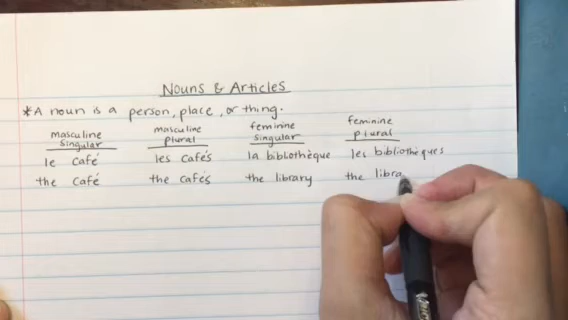 Nouns & Articles
*A noun is a person, place, or thing.
masculine singular masculine plural feminine singular feminine plural
le café les cafés la bibliothèque les bibliothèques
the café the cafés the library the libra